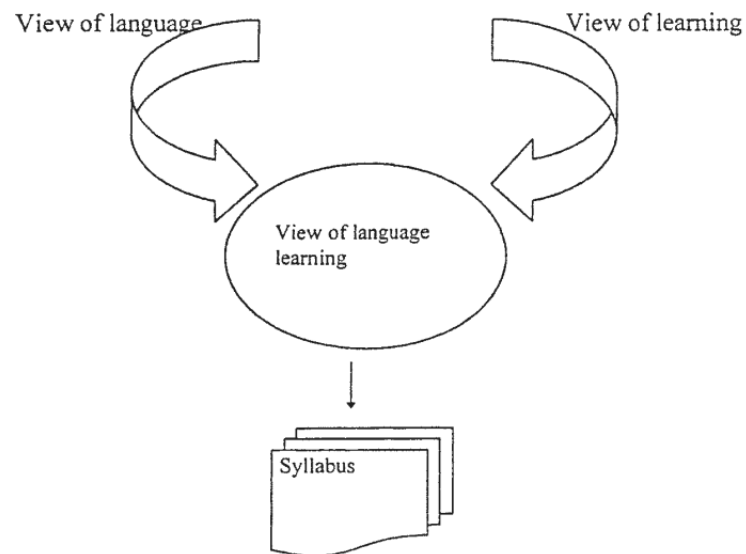 View of language
View of learning
View of language
learning
Syllabus